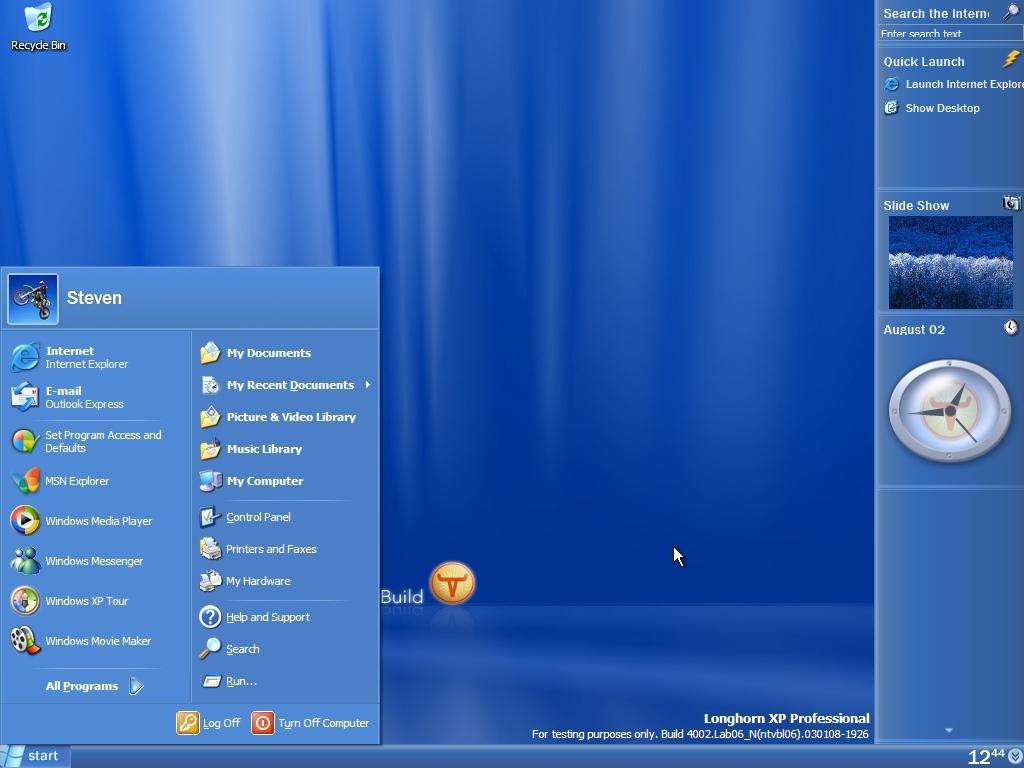 Recycle Bin
Search the Intern
Enter search text
Quick Launch
Launch Internet Explore
Show Desktop
Slide Show
August 02
Steven
Internet
Internet Explorer
E-mail
Outlook Express
Set Program Access and
Defaults
MSN Explorer
Windows Media Player
Windows Messenger
Windows XP Tour
Windows Movie Maker
All Programs
My Documents
My Recent Documents
Picture & Video Library
Music Library
My Computer
Control Panel
Printers and Faxes
My Hardware
Help and Support
Search
Run...
Log Off
Turn Off Computer
Build
Longhorn XP Professional
For testing purposes only. Build 4002.Lab06_N(ntvbl06).030108-1926
start
12 44